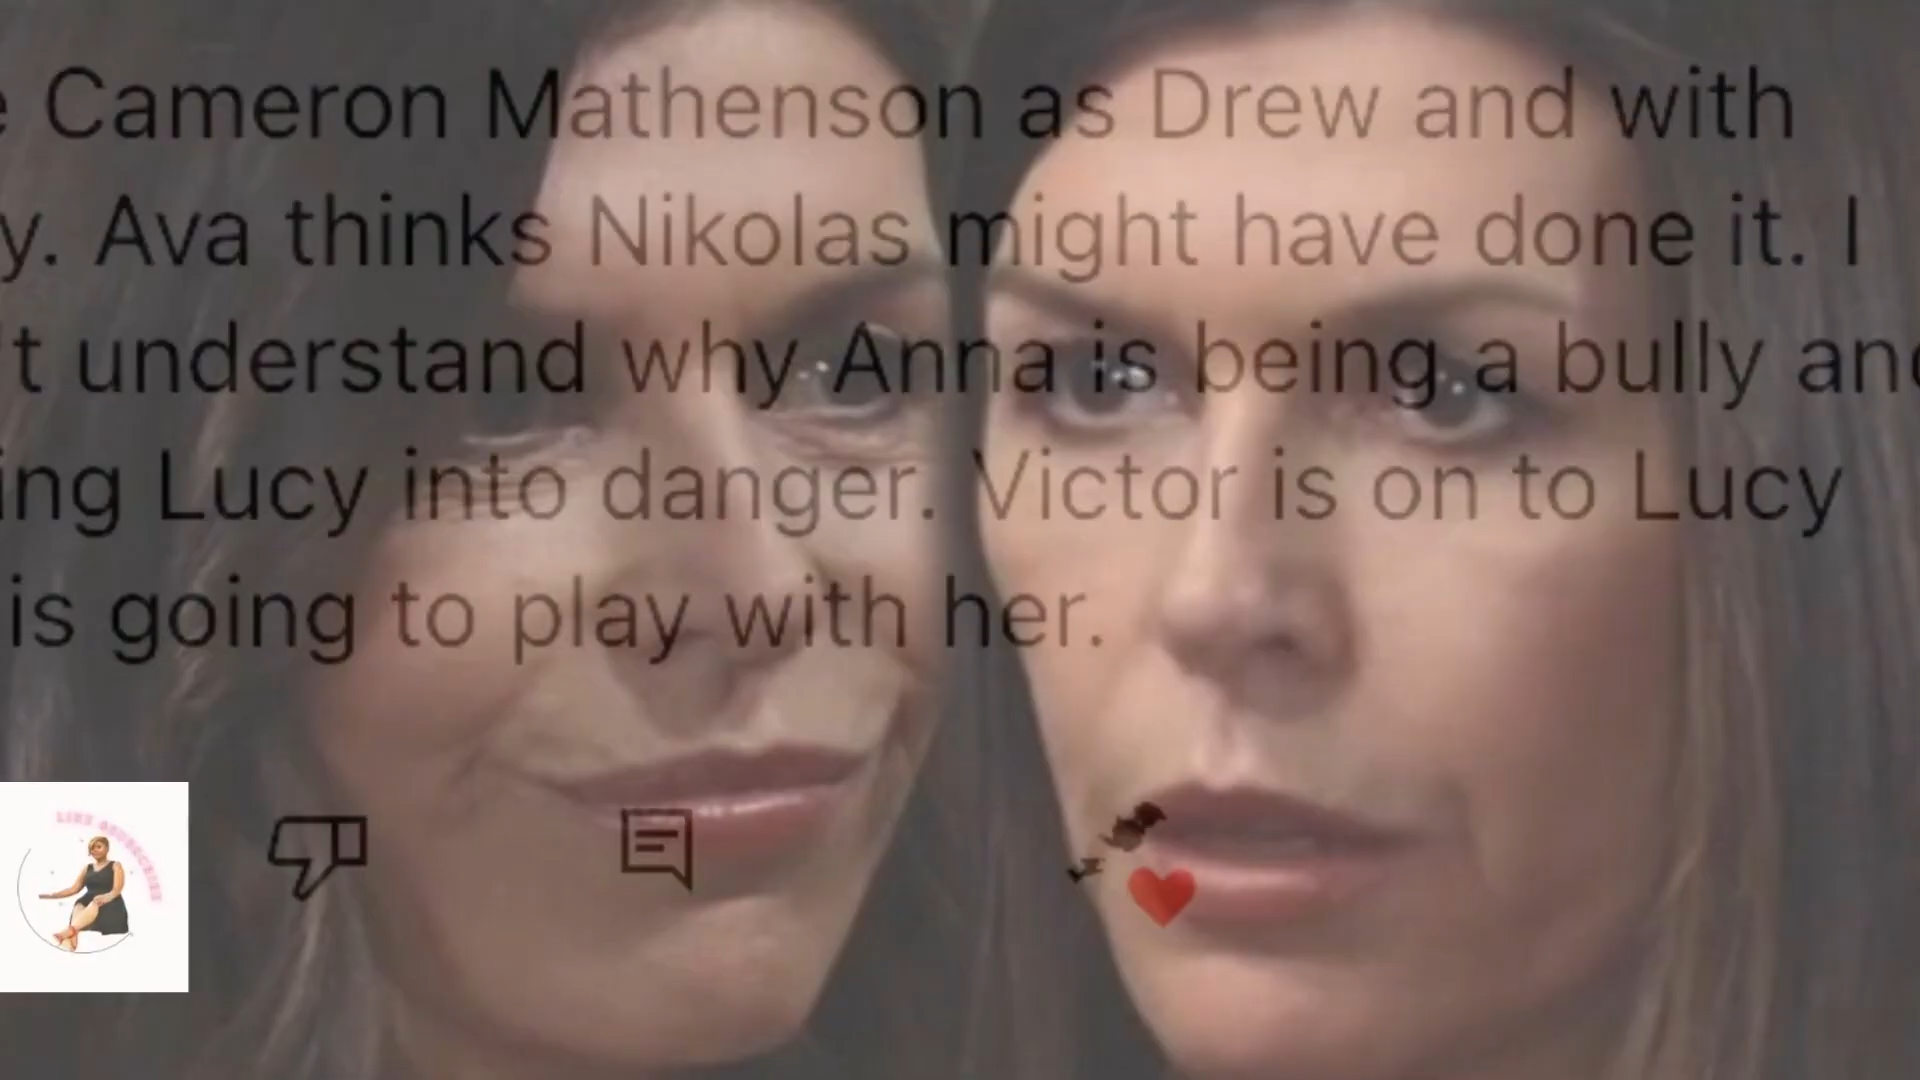 Cameron Mathenson as Drew and with
y. Ava thinks Nikolas might have done it. I
't understand why Anna is being a bully and
ing Lucy into danger. Victor is on to Lucy
is going to play with her.